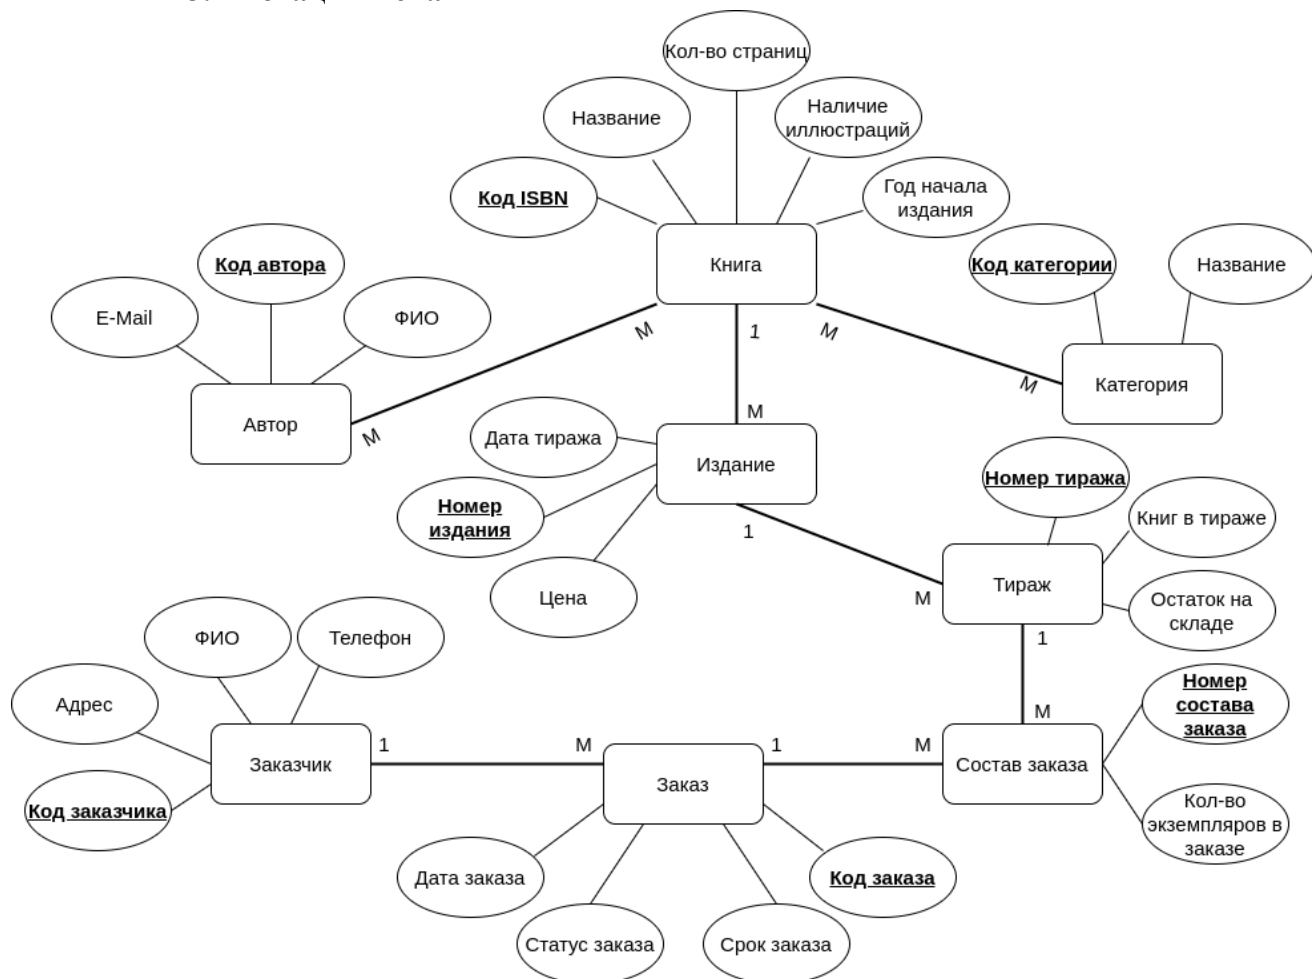 Кол-во страниц
Название
Наличие
иллюстраций
Код ISBN
Год начала
издания
Код автора
Книга
Код категории
Название
E-Mail
ФИО
М
1
М
Категория
М
Автор
М
Дата тиража
М
Издание
Номер тиража
Номер
издания
Книг в тираже
1
Тираж
Цена
М
Остаток на
складе
ФИО
Телефон
1
Номер
состава
заказа
Адрес
М
Заказчик
1
М
Заказ
1
М
Состав заказа
Код заказчика
Кол-во
экземпляров в
заказе
Дата заказа
Код заказа
Статус заказа
Срок заказа